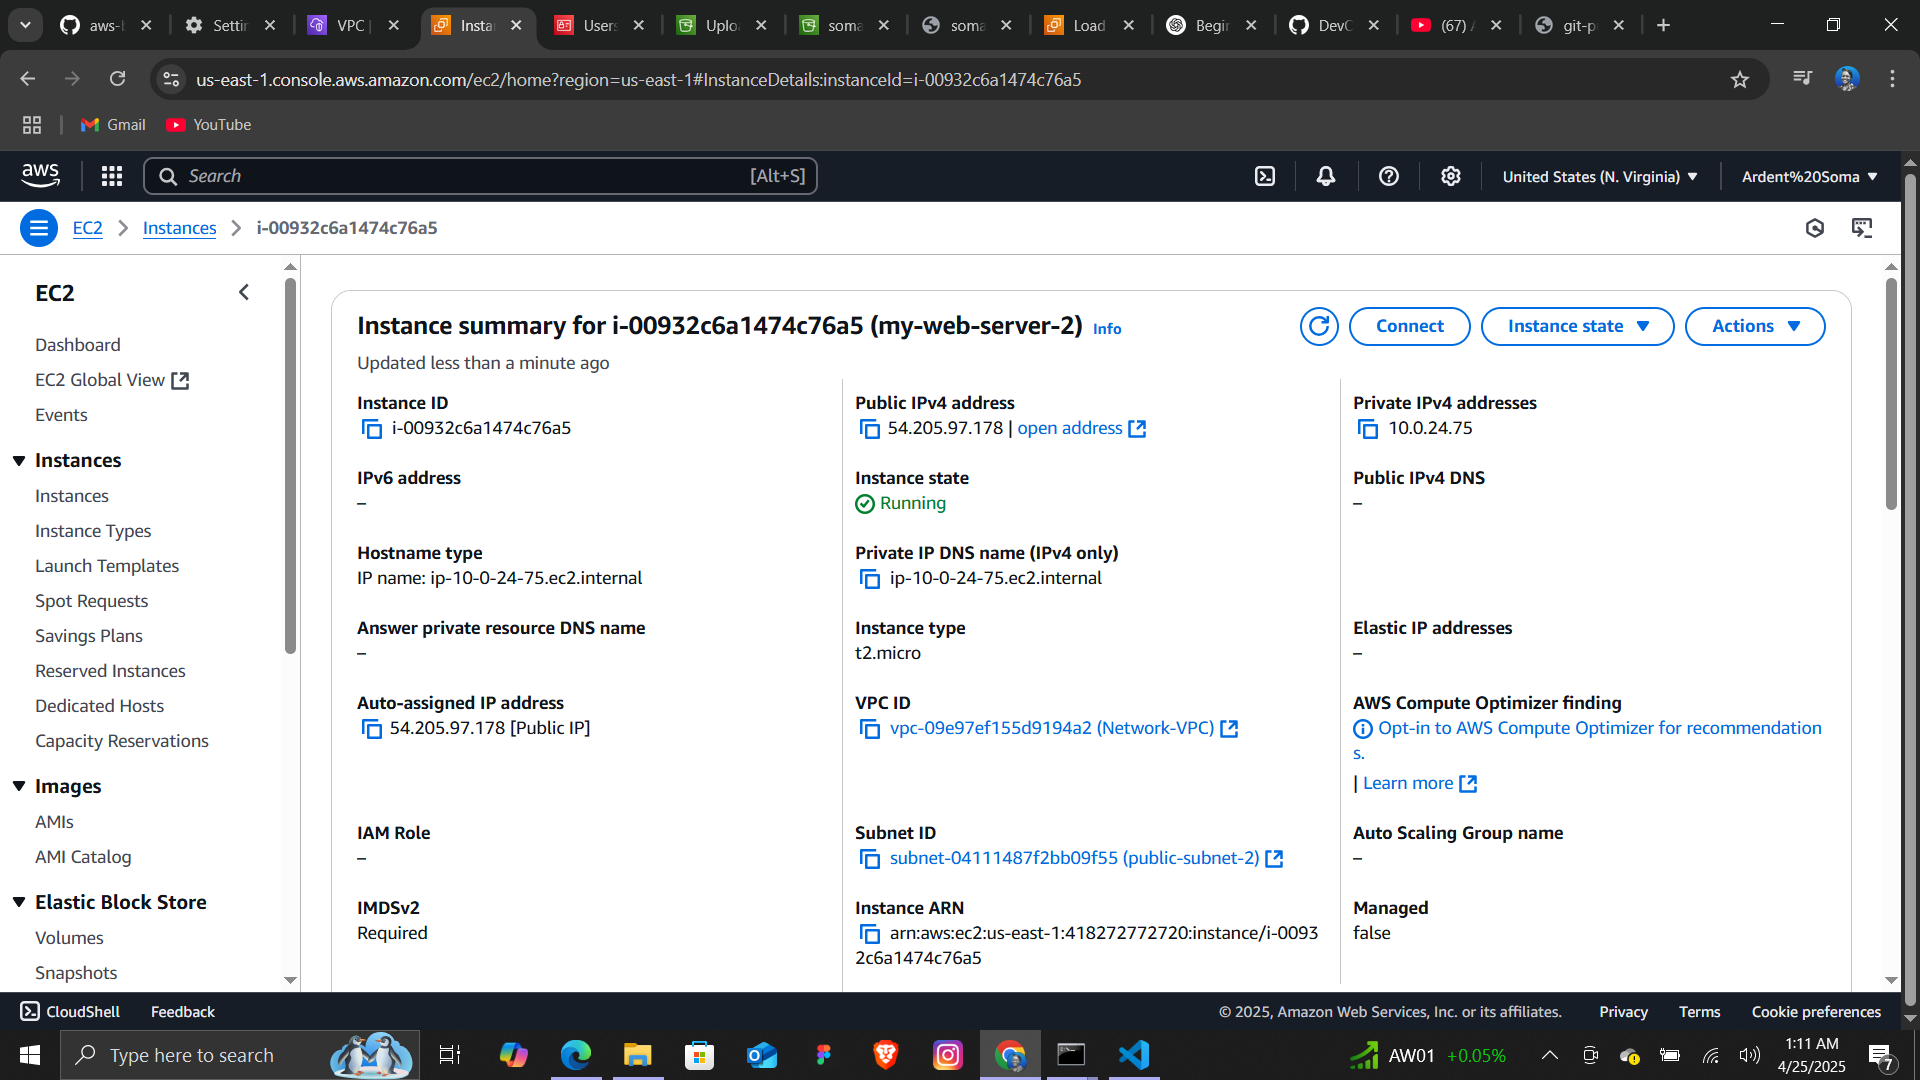 aws-l
Settin
VPC |
Instar
Users
Uplo
soma
soma
Load
Begin
DevC
(67) A
git-p
us-east-1.console.aws.amazon.com/ec2/home?region=us-east-1#InstanceDetails:instanceId=i-00932c6a1474c76a5
Gmail
YouTube
aws
Search
[Alt+S]
United States (N. Virginia)
Ardent%20Soma
EC2
Instances
i-00932c6a1474c76a5
EC2
Dashboard
EC2 Global View
Events
Instances
Instances
Instance Types
Launch Templates
Spot Requests
Savings Plans
Reserved Instances
Dedicated Hosts
Capacity Reservations
Images
AMIs
AMI Catalog
Elastic Block Store
Volumes
Snapshots
Instance summary for i-00932c6a1474c76a5 (my-web-server-2) Info
Updated less than a minute ago
Connect
Instance state
Actions
Instance ID
i-00932c6a1474c76a5
Public IPv4 address
54.205.97.178 | open address
Private IPv4 addresses
10.0.24.75
IPv6 address
–
Instance state
Running
Public IPv4 DNS
–
Hostname type
IP name: ip-10-0-24-75.ec2.internal
Private IP DNS name (IPv4 only)
ip-10-0-24-75.ec2.internal
Answer private resource DNS name
–
Instance type
t2.micro
Elastic IP addresses
–
Auto-assigned IP address
54.205.97.178 [Public IP]
VPC ID
vpc-09e97ef155d9194a2 (Network-VPC)
AWS Compute Optimizer finding
Opt-in to AWS Compute Optimizer for recommendation
s.
| Learn more
IAM Role
–
Subnet ID
subnet-04111487f2bb09f55 (public-subnet-2)
Auto Scaling Group name
–
IMDSv2
Required
Instance ARN
arn:aws:ec2:us-east-1:418272772720:instance/i-0093
2c6a1474c76a5
Managed
false
CloudShell
Feedback
© 2025, Amazon Web Services, Inc. or its affiliates.
Privacy
Terms
Cookie preferences
Type here to search
AW01 +0.05%
1:11 AM
4/25/2025
7